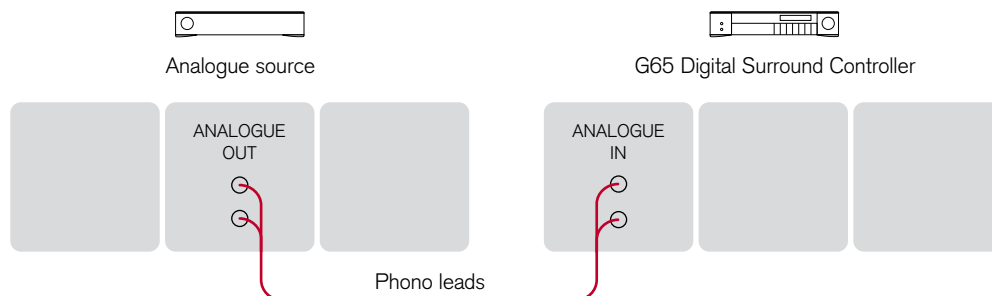 Analogue source
G65 Digital Surround Controller
ANALOGUE
OUT
ANALOGUE
IN
Phono leads